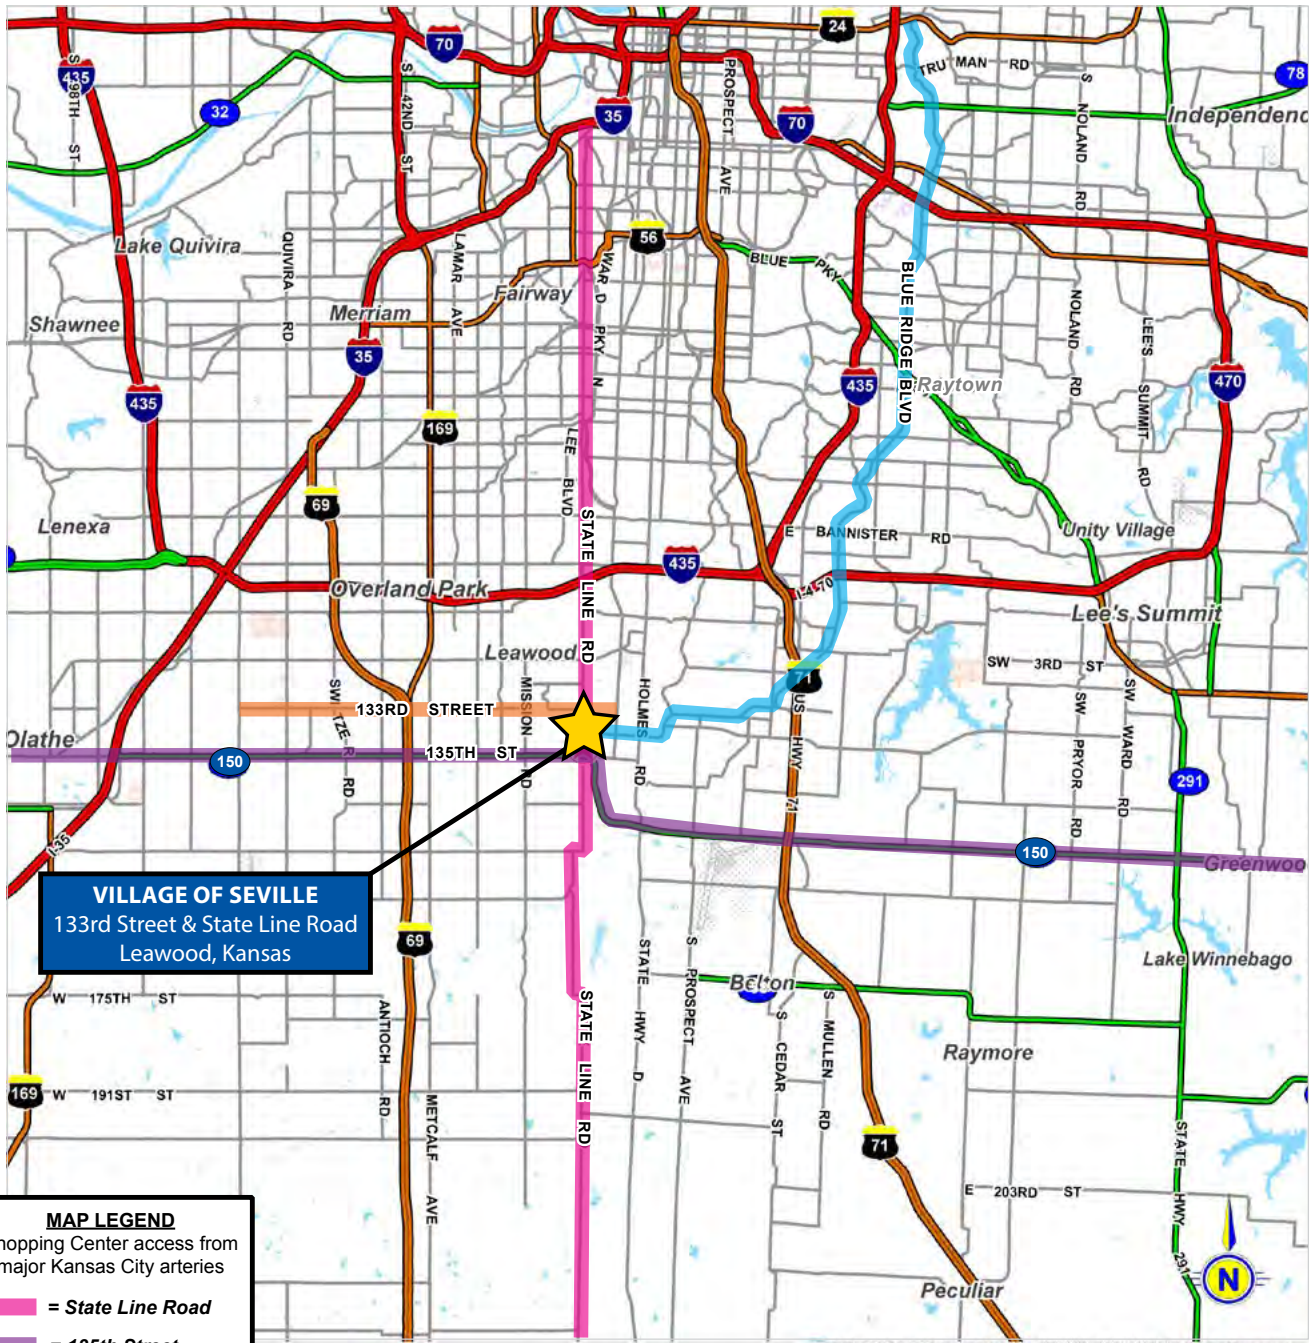 24
70
TRUMAN RD
78
S 98TH ST
435
S 42ND ST
PROSPECT AVE
S NOLAND RD
32
35
70
Independenc
Lake Quivira
QUIVIRA RD
LAMAR AVE
56
WARD PKY N
BLUE PKY
BLUE RIDGE BLVD
Fairway
Merriam
Shawnee
NOLAND RD
LEE'S SUMMIT RD
35
435
435
Raytown
470
169
LEE BLVD
69
Lenexa
STATE LINE RD
E BANNISTER RD
Unity Village
435
Overland Park
I-470
Lee's Summit
Leawood
SW 3RD ST
71
SWITZER RD
133RD STREET
MISSION RD
HOLMES RD
US HWY 71
SW PRYOR RD
SW WARD RD
Olathe
135TH ST
150
291
I-35
150
Greenwoo
VILLAGE OF SEVILLE
133rd Street & State Line Road
Leawood, Kansas
69
STATE HWY D
S PROSPECT AVE
Lake Winnebago
Belton
W 175TH ST
ANTIOCH RD
STATE LINE RD
S CEDAR ST
S MULLEN RD
Raymore
169
W 191ST ST
METCALF AVE
71
STATE HWY 291
E 203RD ST
MAP LEGEND
hopping Center access from
major Kansas City arteries
= State Line Road
= 135th Street
N
Peculiar